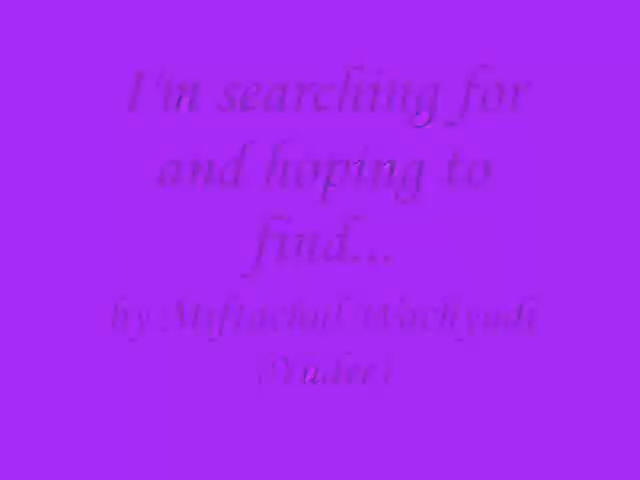 I'm searching for
and hoping to
find...
by Miftachul Wachyudi
(Yudee)